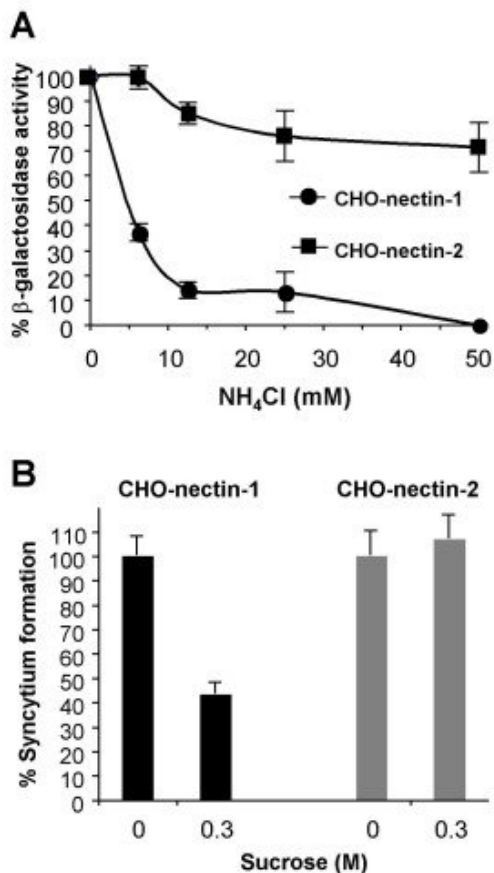 A
% β-galactosidase activity
100
90
80
70
60
50
40
30
20
10
0
CHO-nectin-1
CHO-nectin-2
0 10 20 30 40 50
NH₄Cl (mM)
B
CHO-nectin-1 CHO-nectin-2
% Syncytium formation
110
100
90
80
70
60
50
40
30
20
10
0
0 0.3 0 0.3
Sucrose (M)